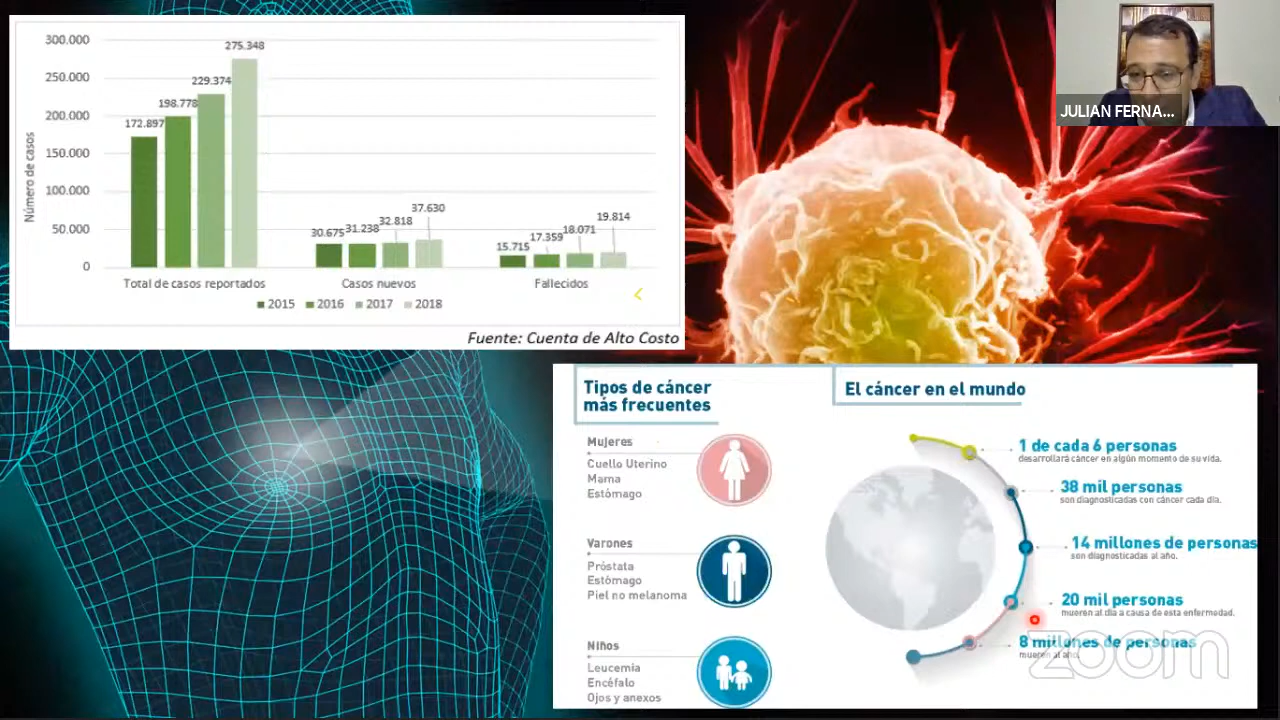 300.000
275.348
250.000
229.374
200.000
198.778
172.897
150.000
100.000
50.000
0
30.675
31.238
32.818
37.630
15.715
17.359
18.071
19.814
Número de casos
Total de casos reportados
Casos nuevos
Fallecidos
2015 2016 2017 2018
Fuente: Cuenta de Alto Costo
JULIAN FERNA...
Tipos de cáncer
más frecuentes
Mujeres
Cuello Uterino
Mama
Estómago
Varones
Próstata
Estómago
Piel no melanoma
Niños
Leucemia
Encéfalo
Ojos y anexos
El cáncer en el mundo
1 de cada 6 personas
desarrollará cáncer en algún momento de su vida.
38 mil personas
son diagnosticadas con cáncer cada día.
14 millones de personas
son diagnosticadas al año.
20 mil personas
mueren al día a causa de esta enfermedad.
8 millones de personas
mueren al año.
zoom